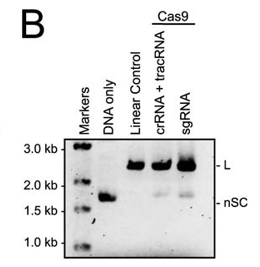 B
Cas9
Markers
DNA only
Linear Control
crRNA + tracRNA
sgRNA
3.0 kb
2.0 kb
1.5 kb
1.0 kb
L
nSC